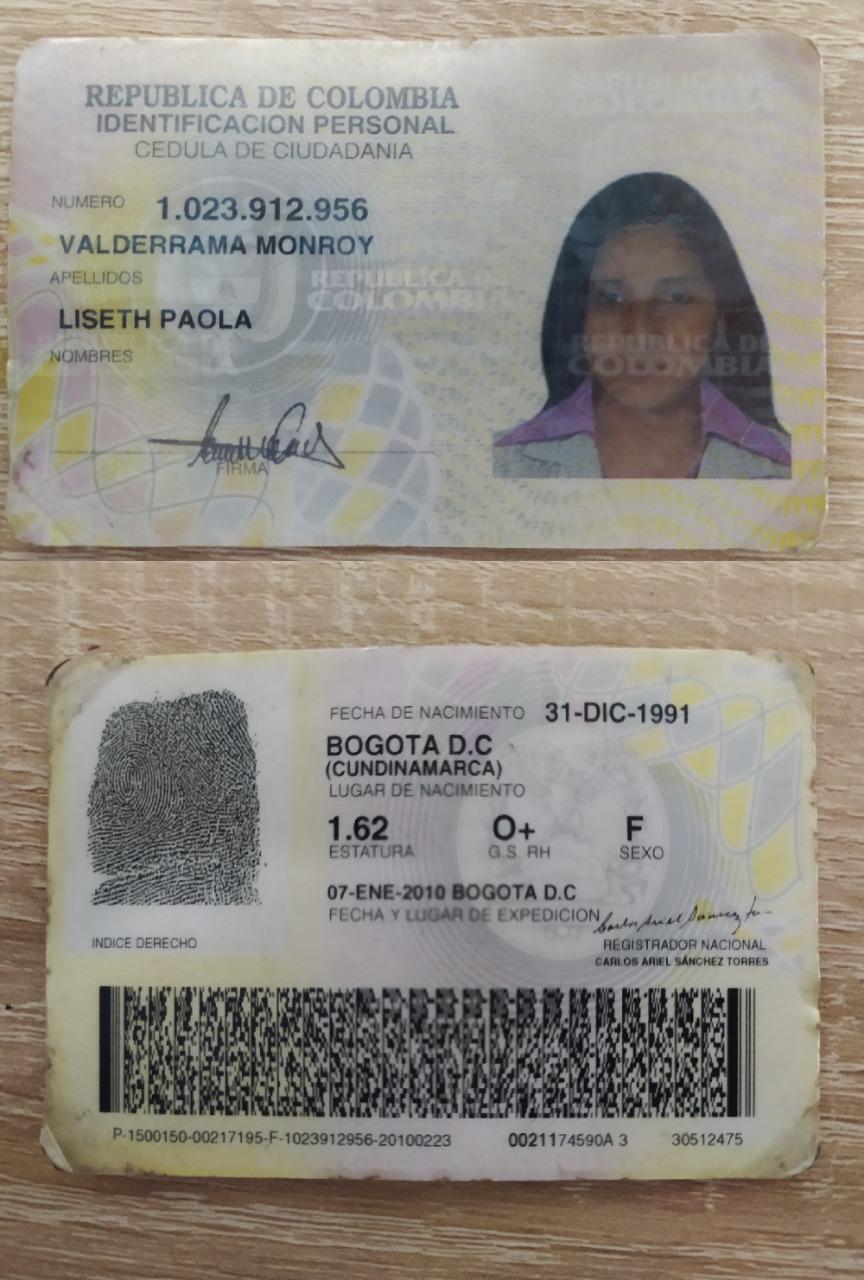 REPUBLICA DE COLOMBIA
IDENTIFICACION PERSONAL
CEDULA DE CIUDADANIA
REPUBLICA DE
COLOMBIA
NUMERO 1.023.912.956
VALDERRAMA MONROY
APELLIDOS
REPUBLICA DE
COLOMBIA
LISETH PAOLA
NOMBRES
REPUBLICA DE
COLOMBIA
FIRMA
FECHA DE NACIMIENTO 31-DIC-1991
BOGOTA D.C
(CUNDINAMARCA)
LUGAR DE NACIMIENTO
1.62 O+ F
ESTATURA G.S. RH SEXO
07-ENE-2010 BOGOTA D.C
FECHA Y LUGAR DE EXPEDICION
INDICE DERECHO
REGISTRADOR NACIONAL
CARLOS ARIEL SÁNCHEZ TORRES
P-1500150-00217195-F-1023912956-20100223 0021174590A 3 30512475